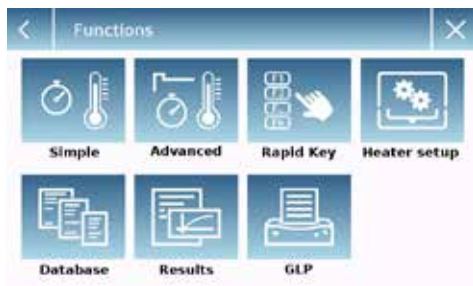 Functions
Simple
Advanced
Rapid Key
Heater setup
Database
Results
GLP